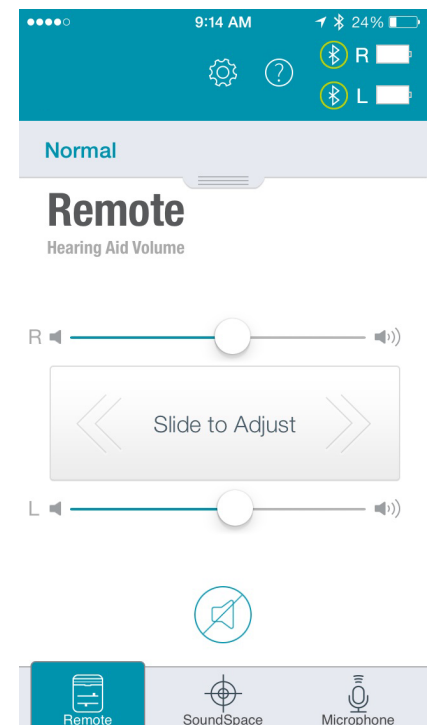 9:14 AM
24%
?
R
L
Normal
Remote
Hearing Aid Volume
R
Slide to Adjust
L
Remote
SoundSpace
Microphone